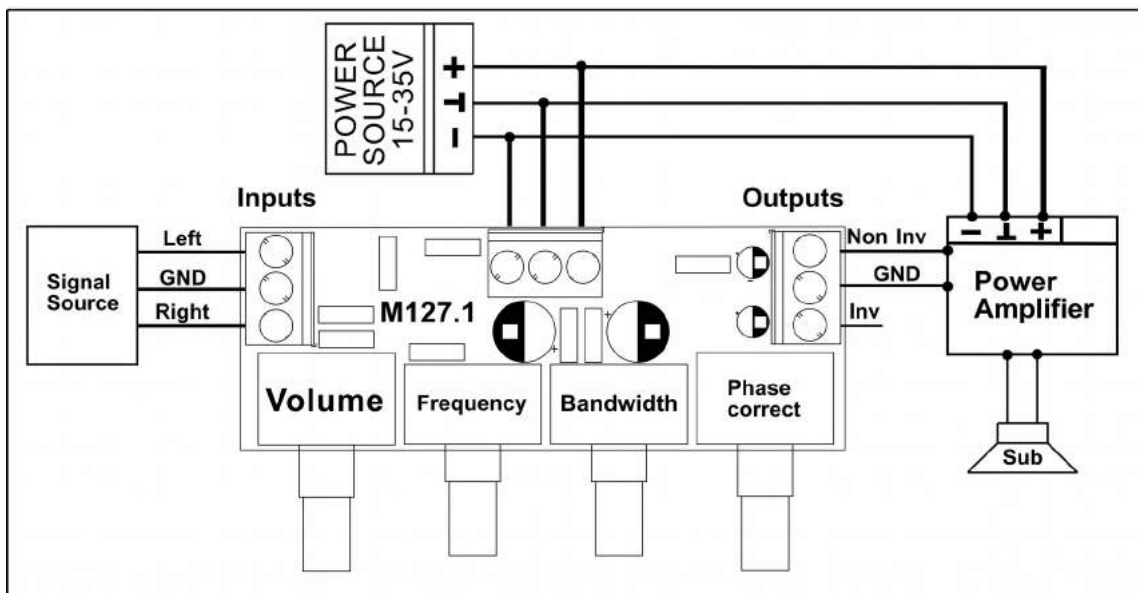 POWER
SOURCE
15-35V
+
⊥
−
Inputs
Outputs
Signal
Source
Left
GND
Right
M127.1
Non Inv
GND
Inv
− ⊥ +
Power
Amplifier
Volume
Frequency
Bandwidth
Phase
correct
Sub